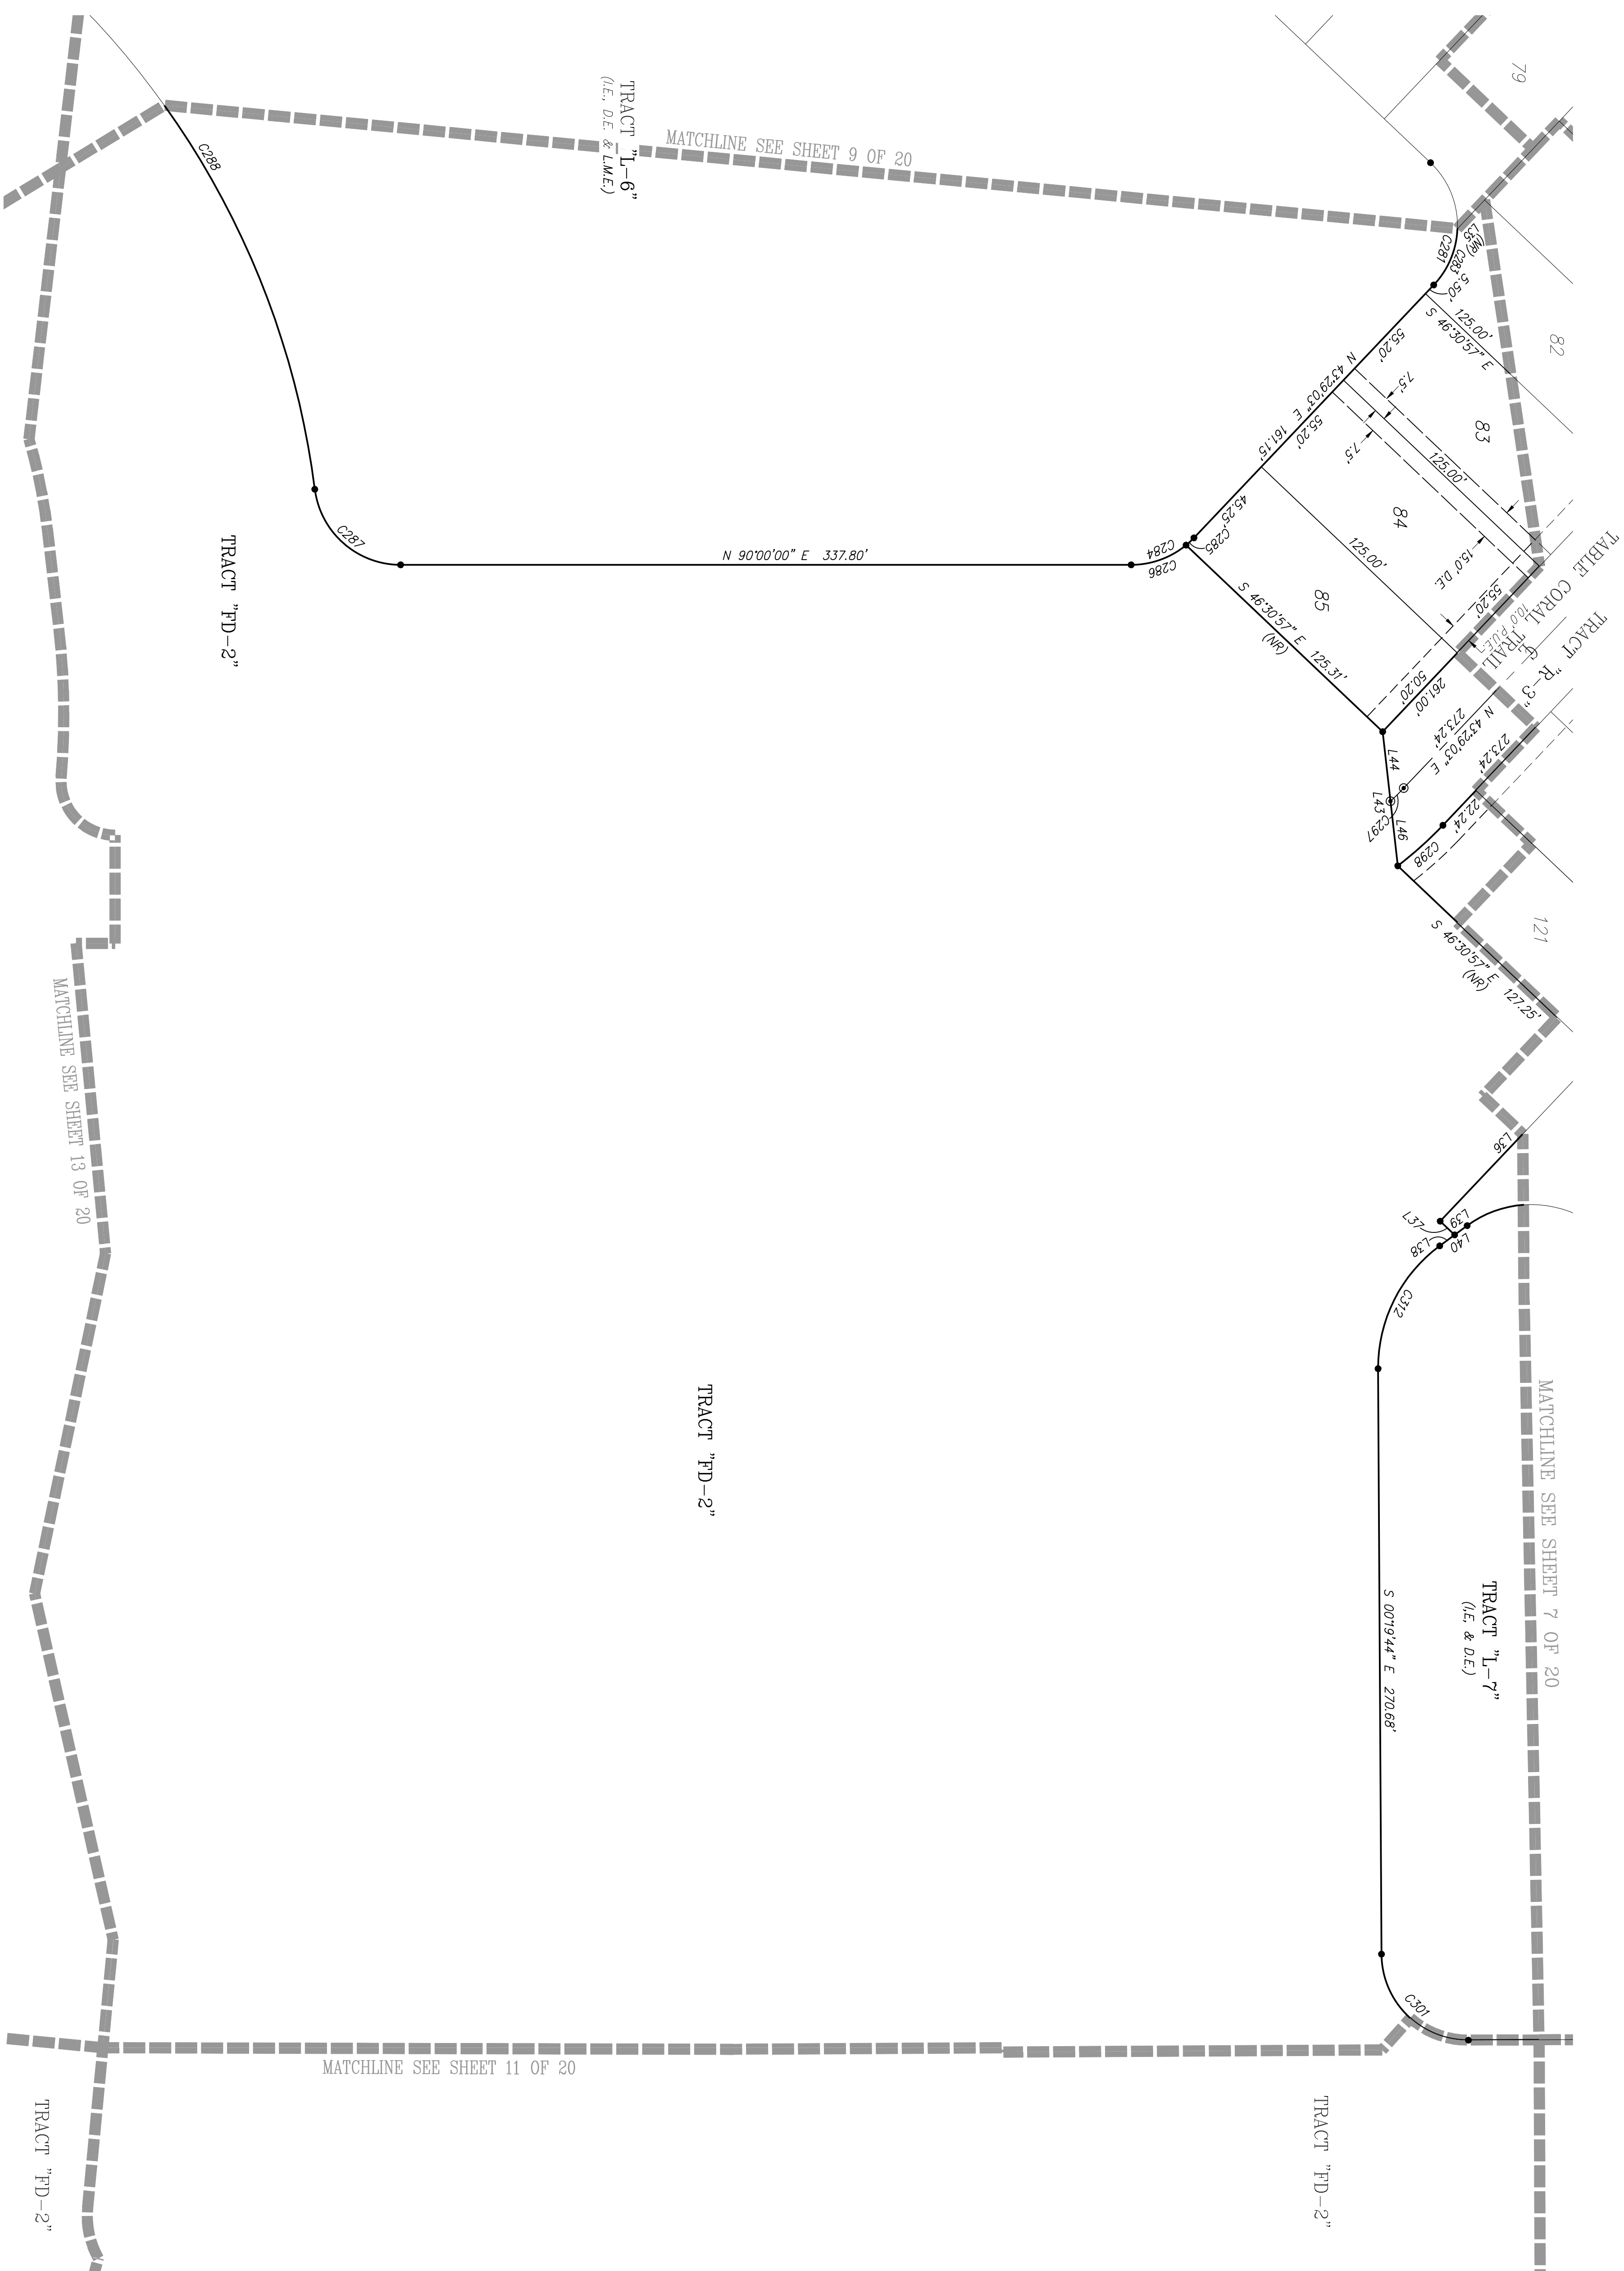 79
82
83
84
85
121
TRACT "L-6"
(I.E., D.E. & L.M.E.)
MATCHLINE SEE SHEET 9 OF 20
C288
C287
N 90°00'00" E 337.80'
C284
C286
C285
L35
(NR)
C283
C281
5.50'
125.00'
S 46°30'57" E
55.20'
N 43°29'03" E 161.15'
55.20'
45.25'
7.5'
7.5'
125.00'
15.0' D.E.
125.00'
55.20'
10.0' P.U.E.
TABLE CORAL TRAIL
TRACT "R-3"
S 46°30'57" E 125.31'
(NR)
50.20'
261.00'
N 43°29'03" E
273.24'
273.24'
22.24'
L44
L43
C297
L46
C298
S 46°30'57" E 127.25'
(NR)
L36
L37
L39
L40
L38
C312
S 00°19'44" E 270.68'
C301
TRACT "L-7"
(I.E. & D.E.)
MATCHLINE SEE SHEET 7 OF 20
TRACT "FD-2"
TRACT "FD-2"
MATCHLINE SEE SHEET 13 OF 20
MATCHLINE SEE SHEET 11 OF 20
TRACT "FD-2"
TRACT "FD-2"